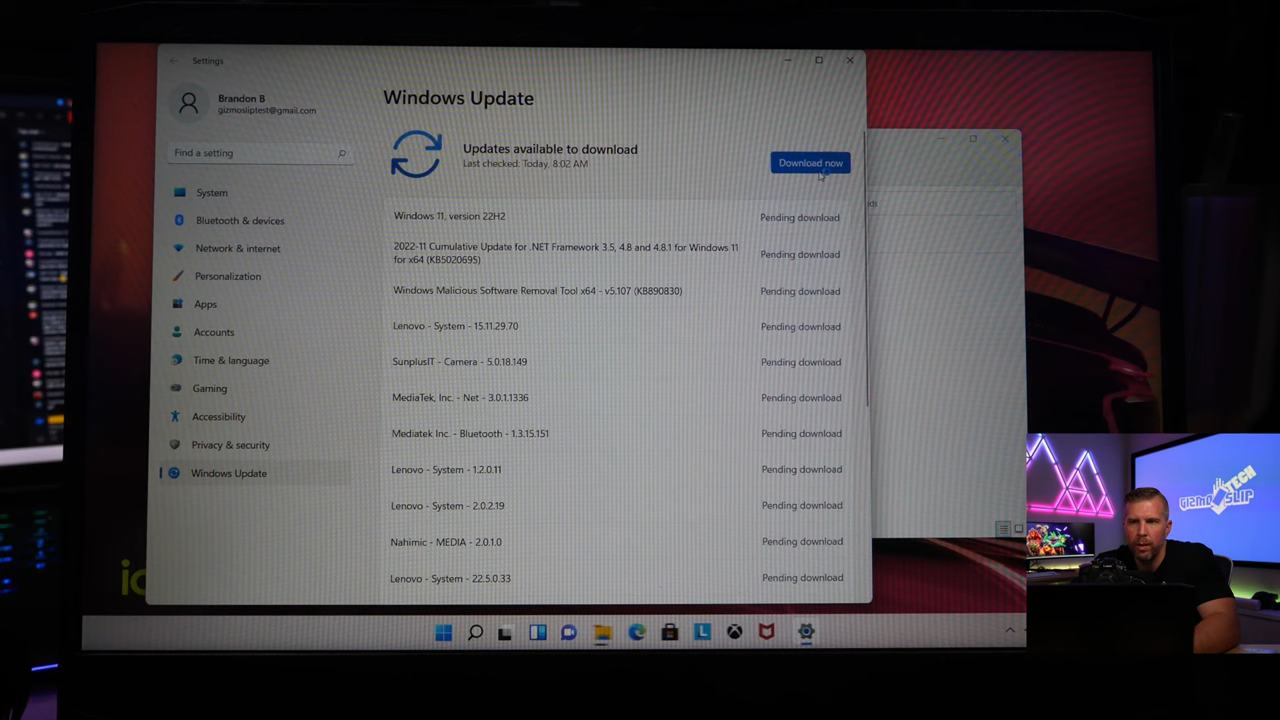 Settings
Brandon B
gizmosliptest@gmail.com
Find a setting
System
Bluetooth & devices
Network & internet
Personalization
Apps
Accounts
Time & language
Gaming
Accessibility
Privacy & security
Windows Update
Windows Update
Updates available to download
Last checked: Today, 8:02 AM
Download now
Windows 11, version 22H2
Pending download
2022-11 Cumulative Update for .NET Framework 3.5, 4.8 and 4.8.1 for Windows 11
for x64 (KB5020695)
Pending download
Windows Malicious Software Removal Tool x64 - v5.107 (KB890830)
Pending download
Lenovo - System - 15.11.29.70
Pending download
SunplusIT - Camera - 5.0.18.149
Pending download
MediaTek, Inc. - Net - 3.0.1.1336
Pending download
Mediatek Inc. - Bluetooth - 1.3.15.151
Pending download
Lenovo - System - 1.2.0.11
Pending download
Lenovo - System - 2.0.2.19
Pending download
Nahimic - MEDIA - 2.0.1.0
Pending download
Lenovo - System - 22.5.0.33
Pending download
GIZMO SLIP
TECH